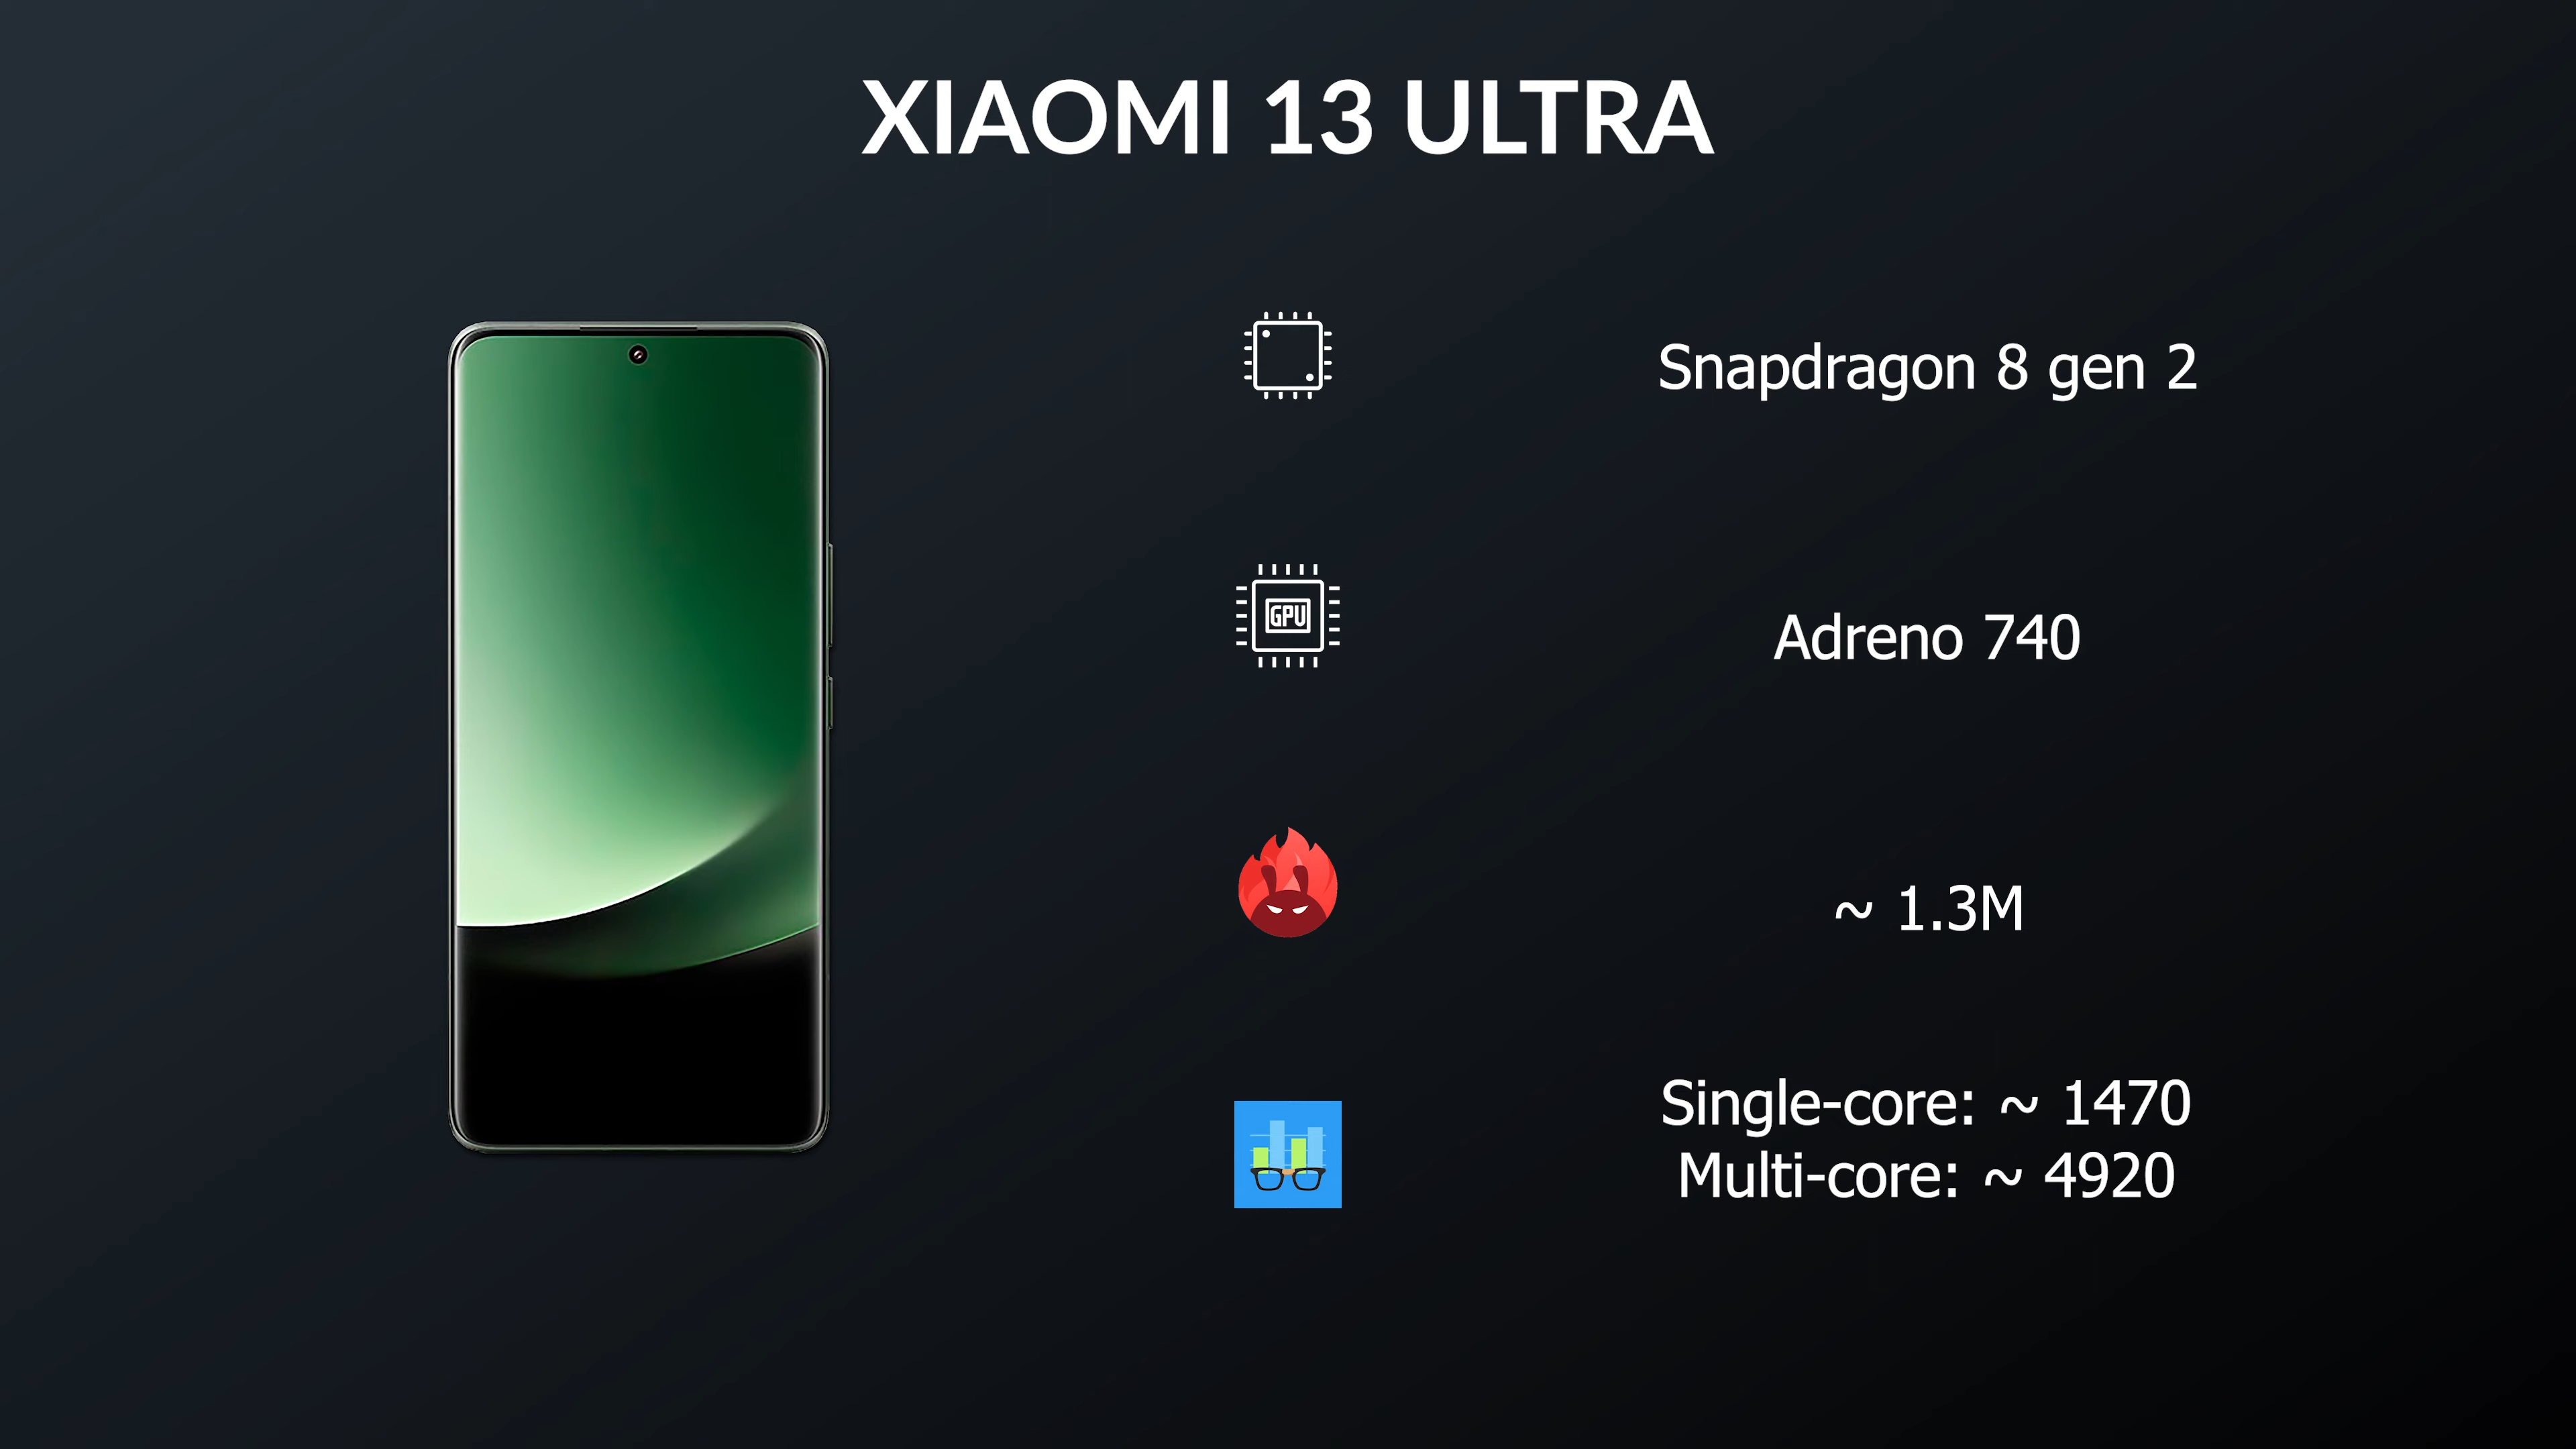 XIAOMI 13 ULTRA
Snapdragon 8 gen 2
GPU
Adreno 740
~ 1.3M
Single-core: ~ 1470
Multi-core: ~ 4920